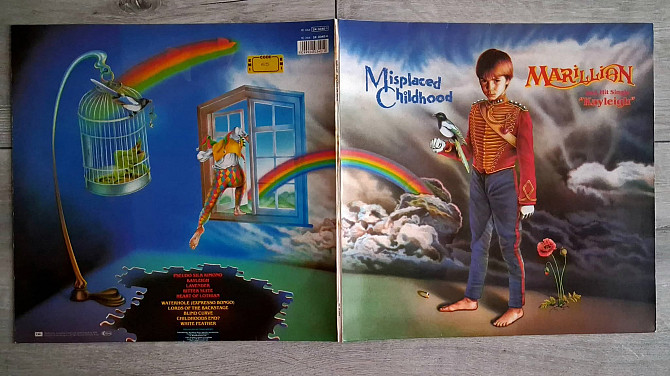 Misplaced
Childhood
MARILLION
"Kayleigh"
PSEUDO SILK KIMONO
KAYLEIGH
LAVENDER
BITTER SUITE
HEART OF LOTHIAN
WATERHOLE (EXPRESSO BONGO)
LORDS OF THE BACKSTAGE
BLIND CURVE
CHILDHOODS END?
WHITE FEATHER
EMI